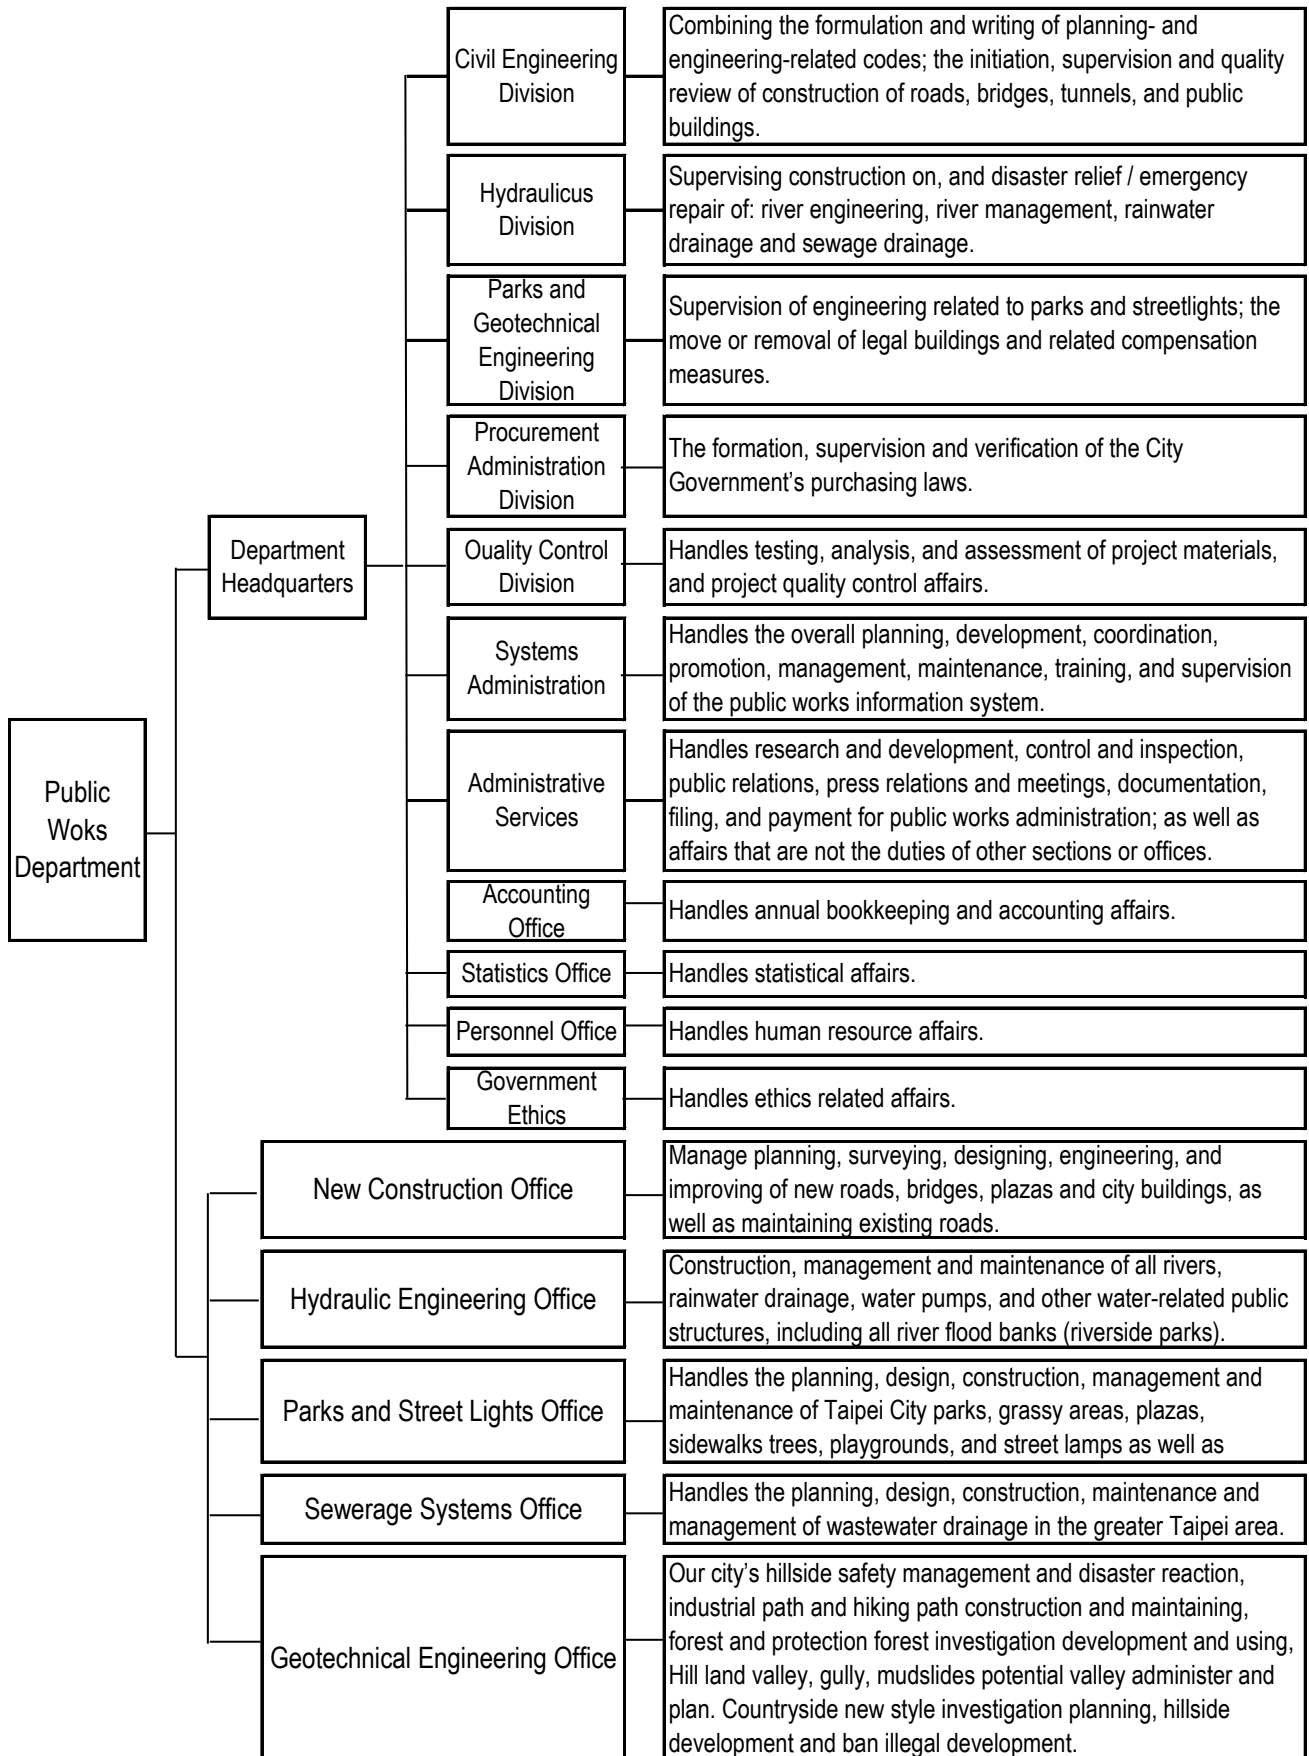 Public
Woks
Department
Department
Headquarters
Civil Engineering
Division
Combining the formulation and writing of planning- and
engineering-related codes; the initiation, supervision and quality
review of construction of roads, bridges, tunnels, and public
buildings.
Hydraulicus
Division
Supervising construction on, and disaster relief / emergency
repair of: river engineering, river management, rainwater
drainage and sewage drainage.
Parks and
Geotechnical
Engineering
Division
Supervision of engineering related to parks and streetlights; the
move or removal of legal buildings and related compensation
measures.
Procurement
Administration
Division
The formation, supervision and verification of the City
Government's purchasing laws.
Ouality Control
Division
Handles testing, analysis, and assessment of project materials,
and project quality control affairs.
Systems
Administration
Handles the overall planning, development, coordination,
promotion, management, maintenance, training, and supervision
of the public works information system.
Administrative
Services
Handles research and development, control and inspection,
public relations, press relations and meetings, documentation,
filing, and payment for public works administration; as well as
affairs that are not the duties of other sections or offices.
Accounting
Office
Handles annual bookkeeping and accounting affairs.
Statistics Office
Handles statistical affairs.
Personnel Office
Handles human resource affairs.
Government
Ethics
Handles ethics related affairs.
New Construction Office
Manage planning, surveying, designing, engineering, and
improving of new roads, bridges, plazas and city buildings, as
well as maintaining existing roads.
Hydraulic Engineering Office
Construction, management and maintenance of all rivers,
rainwater drainage, water pumps, and other water-related public
structures, including all river flood banks (riverside parks).
Parks and Street Lights Office
Handles the planning, design, construction, management and
maintenance of Taipei City parks, grassy areas, plazas,
sidewalks trees, playgrounds, and street lamps as well as
Sewerage Systems Office
Handles the planning, design, construction, maintenance and
management of wastewater drainage in the greater Taipei area.
Geotechnical Engineering Office
Our city's hillside safety management and disaster reaction,
industrial path and hiking path construction and maintaining,
forest and protection forest investigation development and using,
Hill land valley, gully, mudslides potential valley administer and
plan. Countryside new style investigation planning, hillside
development and ban illegal development.